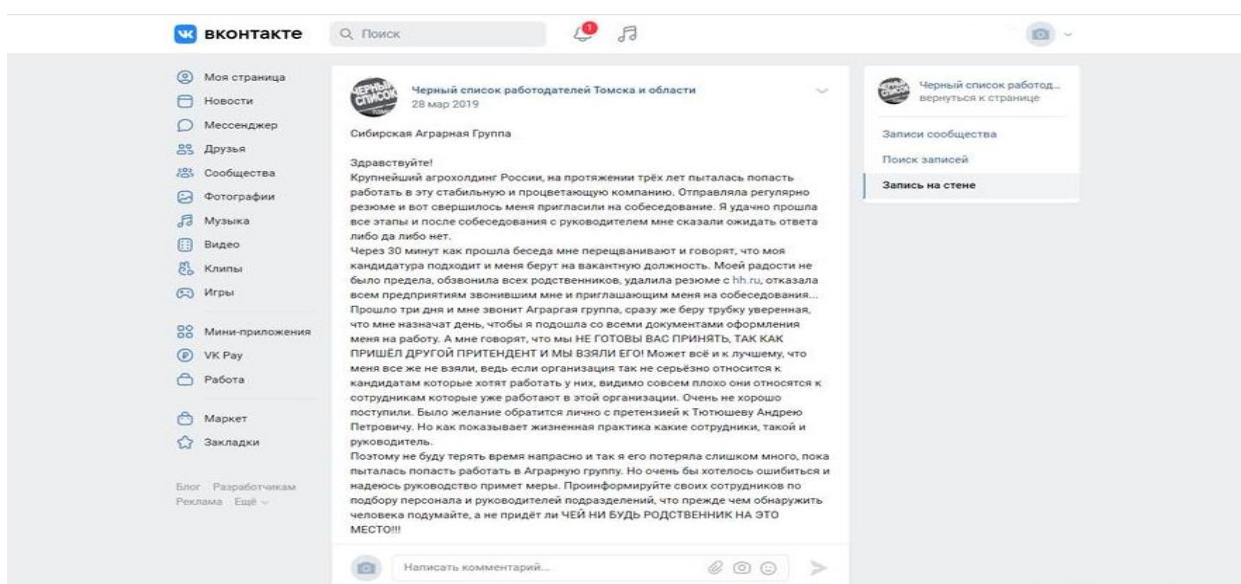 вконтакте
Поиск
1
Моя страница
Новости
Мессенджер
Друзья
Сообщества
Фотографии
Музыка
Видео
Клипы
Игры
Мини-приложения
VK Pay
Работа
Маркет
Закладки
Блог Разработчикам
Реклама Ещё
ЧЕРНЫЙ
СПИСОК
Черный список работодателей Томска и области
28 мар 2019
Сибирская Аграрная Группа
Здравствуйте!
Крупнейший агрохолдинг России, на протяжении трёх лет пыталась попасть
работать в эту стабильную и процветающую компанию. Отправляла регулярно
резюме и вот свершилось меня пригласили на собеседование. Я удачно прошла
все этапы и после собеседования с руководителем мне сказали ожидать ответа
либо да либо нет.
Через 30 минут как прошла беседа мне перещванивают и говорят, что моя
кандидатура подходит и меня берут на вакантную должность. Моей радости не
было предела, обзвонила всех родственников, удалила резюме с hh.ru, отказала
всем предприятиям звонившим мне и приглашающим меня на собеседования...
Прошло три дня и мне звонит Аграргая группа, сразу же беру трубку уверенная,
что мне назначат день, чтобы я подошла со всеми документами оформления
меня на работу. А мне говорят, что мы НЕ ГОТОВЫ ВАС ПРИНЯТЬ, ТАК КАК
ПРИШЁЛ ДРУГОЙ ПРИТЕНДЕНТ И МЫ ВЗЯЛИ ЕГО! Может всё и к лучшему, что
меня все же не взяли, ведь если организация так не серьёзно относится к
кандидатам которые хотят работать у них, видимо совсем плохо они относятся к
сотрудникам которые уже работают в этой организации. Очень не хорошо
поступили. Было желание обратится лично с претензией к Тютюшеву Андрею
Петровичу. Но как показывает жизненная практика какие сотрудники, такой и
руководитель.
Поэтому не буду терять время напрасно и так я его потеряла слишком много, пока
пыталась попасть работать в Аграрную группу. Но очень бы хотелось ошибиться и
надеюсь руководство примет меры. Проинформируйте своих сотрудников по
подбору персонала и руководителей подразделений, что прежде чем обнаружить
человека подумайте, а не придёт ли ЧЕЙ НИ БУДЬ РОДСТВЕННИК НА ЭТО
МЕСТО!!!
Написать комментарий...
Черный список работод...
вернуться к странице
Записи сообщества
Поиск записей
Запись на стене